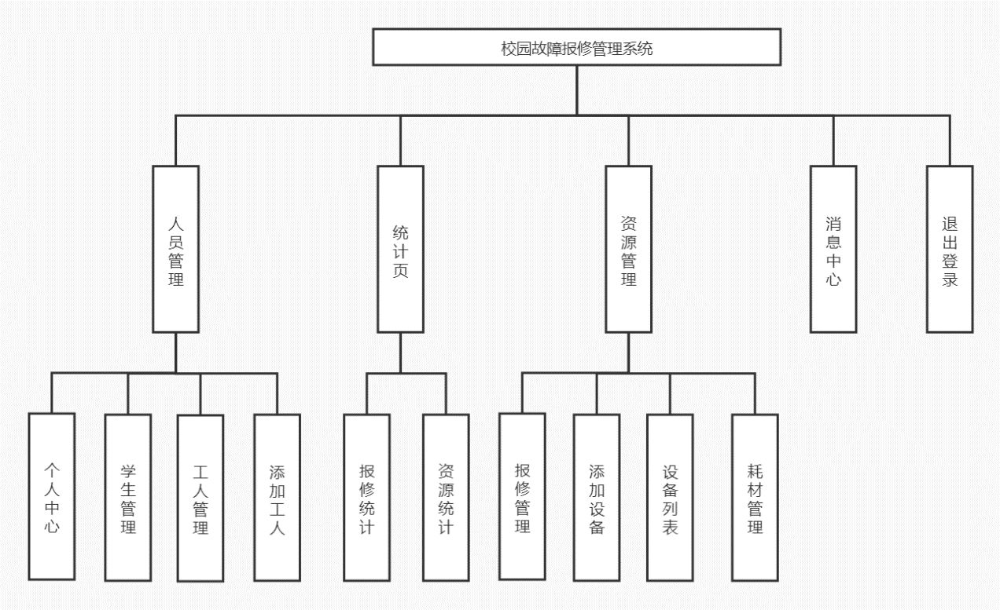 校园故障报修管理系统
人员管理
统计页
资源管理
消息中心
退出登录
个人中心
学生管理
工人管理
添加工人
报修统计
资源统计
报修管理
添加设备
设备列表
耗材管理